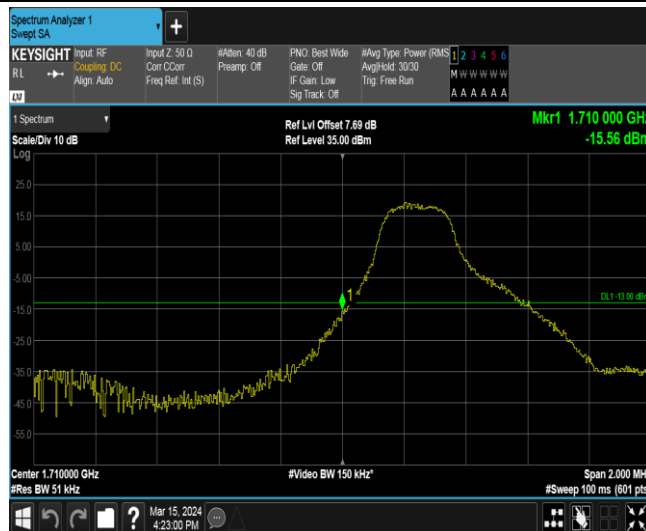 Spectrum Analyzer 1
Swept SA
+
KEYSIGHT
RL
Input: RF
Coupling: DC
Align: Auto
Input Z: 50 Ω
Corr CCorr
Freq Ref: Int (S)
#Atten: 40 dB
Preamp: Off
PNO: Best Wide
Gate: Off
IF Gain: Low
Sig Track: Off
#Avg Type: Power (RMS
Avg|Hold: 30/30
Trig: Free Run
1 2 3 4 5 6
M W W W W W
A A A A A A
1 Spectrum
Scale/Div 10 dB
Log
Ref Lvl Offset 7.69 dB
Ref Level 35.00 dBm
Mkr1 1.710 000 GHz
-15.56 dBm
25.0
15.0
5.00
-5.00
-15.0
-25.0
-35.0
-45.0
-55.0
1
DL1 -13.00 dBm
Center 1.710000 GHz
#Res BW 51 kHz
#Video BW 150 kHz*
Span 2.000 MH
#Sweep 100 ms (601 pts
?
Mar 15, 2024
4:23:00 PM